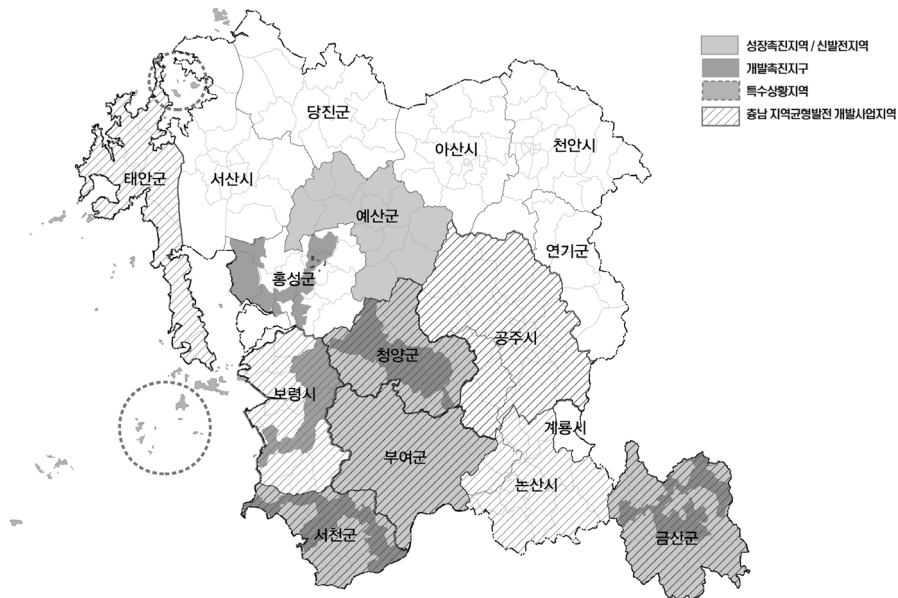 성장촉진지역 / 신발전지역
개발촉진지구
특수상황지역
충남 지역균형발전 개발사업지역
당진군
아산시
천안시
태안군
서산시
예산군
연기군
홍성군
공주시
청양군
보령시
계룡시
부여군
논산시
서천군
금산군